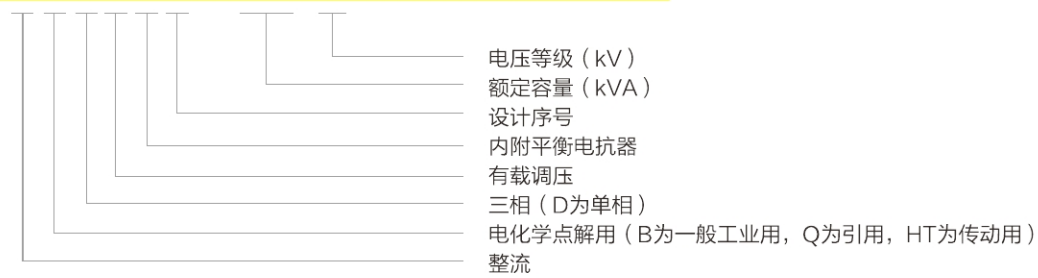 电压等级（kV）
额定容量（kVA）
设计序号
内附平衡电抗器
有载调压
三相（D为单相）
电化学点解用（B为一般工业用，Q为引用，HT为传动用）
整流